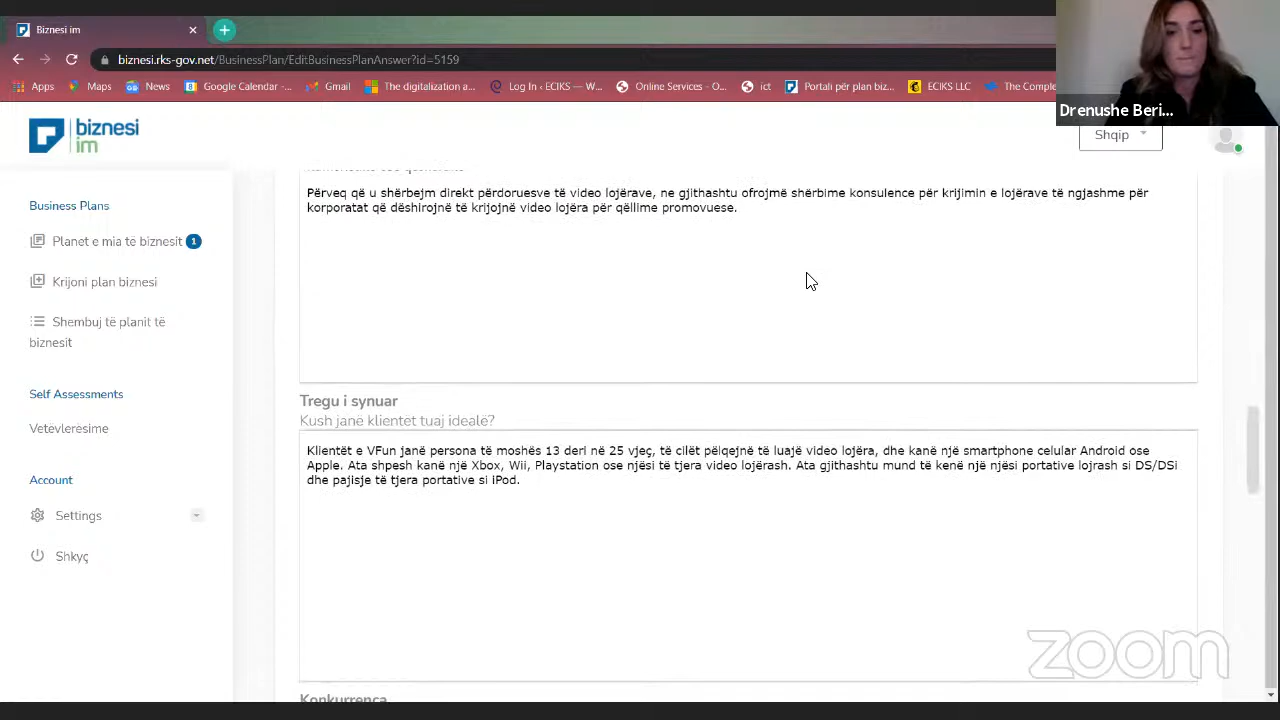 Biznesi im
biznesi.rks-gov.net/BusinessPlan/EditBusinessPlanAnswer?id=5159
Apps
Maps
News
Google Calendar -...
Gmail
The digitalization a...
Log In ‹ ECIKS — W...
Online Services - O...
ict
Portali për plan biz...
ECIKS LLC
The Comple
Drenushe Beri...
biznesi
im
Shqip
Business Plans
Planet e mia të biznesit 1
Krijoni plan biznesi
Shembuj të planit të
biznesit
Self Assessments
Vetëvlerësime
Account
Settings
Shkyç
Përveq që u shërbejm direkt përdoruesve të video lojërave, ne gjithashtu ofrojmë shërbime konsulence për krijimin e lojërave të ngjashme për
korporatat që dëshirojnë të krijojnë video lojëra për qëllime promovuese.
Tregu i synuar
Kush janë klientët tuaj idealë?
Klientët e VFun janë persona të moshës 13 deri në 25 vjeç, të cilët pëlqejnë të luajë video lojëra, dhe kanë një smartphone celular Android ose
Apple. Ata shpesh kanë një Xbox, Wii, Playstation ose njësi të tjera video lojërash. Ata gjithashtu mund të kenë një njësi portative lojrash si DS/DSi
dhe pajisje të tjera portative si iPod.
Konkurrenca
zoom